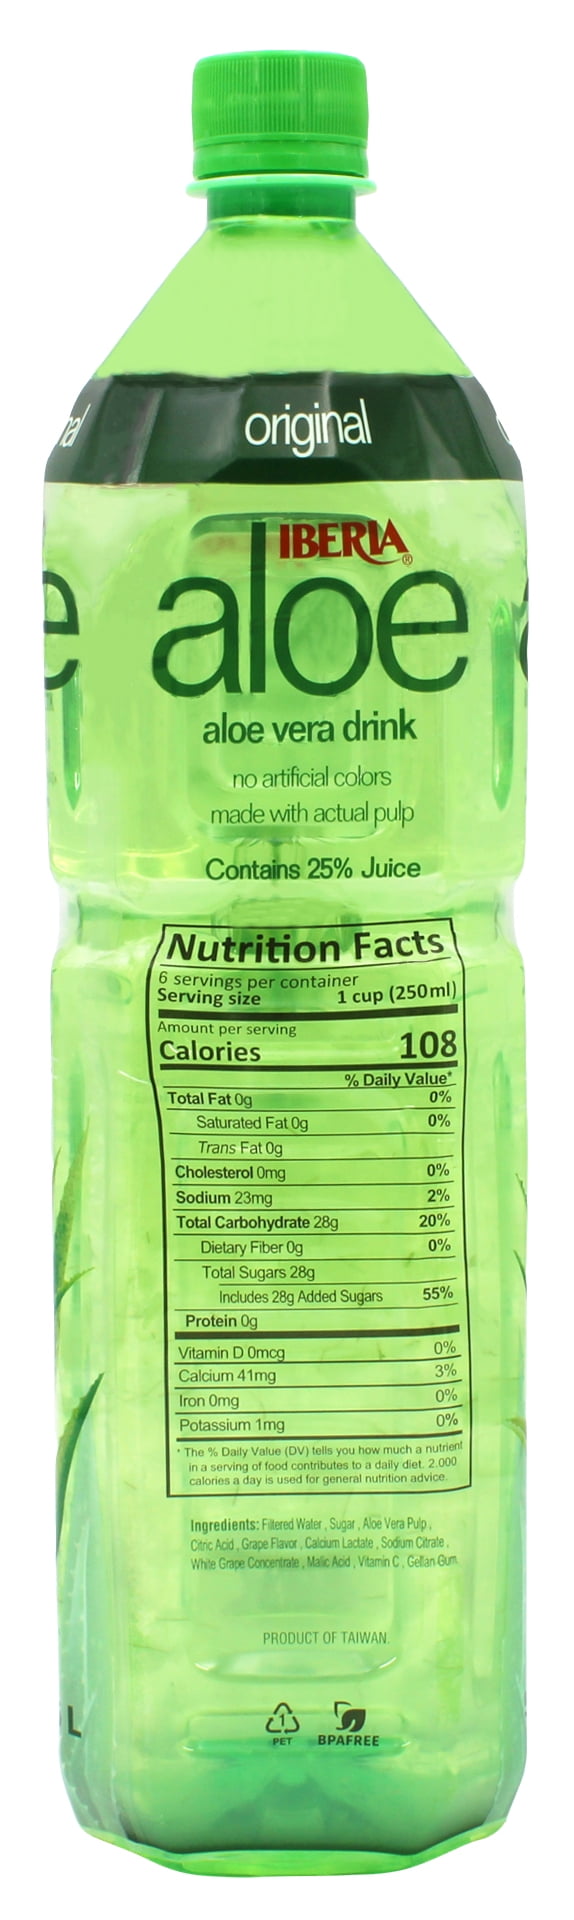 original
IBERIA®
aloe
aloe vera drink
no artificial colors
made with actual pulp
Contains 25% Juice
Nutrition Facts
6 servings per container
Serving size 1 cup (250ml)
Amount per serving
Calories 108
% Daily Value*
Total Fat 0g 0%
Saturated Fat 0g 0%
Trans Fat 0g
Cholesterol 0mg 0%
Sodium 23mg 2%
Total Carbohydrate 28g 20%
Dietary Fiber 0g 0%
Total Sugars 28g
Includes 28g Added Sugars 55%
Protein 0g
Vitamin D 0mcg 0%
Calcium 41mg 3%
Iron 0mg 0%
Potassium 1mg 0%
* The % Daily Value (DV) tells you how much a nutrient
in a serving of food contributes to a daily diet. 2.000
calories a day is used for general nutrition advice.
Ingredients: Filtered Water , Sugar , Aloe Vera Pulp ,
Citric Acid , Grape Flavor , Calcium Lactate , Sodium Citrate ,
White Grape Concentrate , Malic Acid , Vitamin C , Gellan Gum.
PRODUCT OF TAIWAN.
L
1
PET
BPAFREE